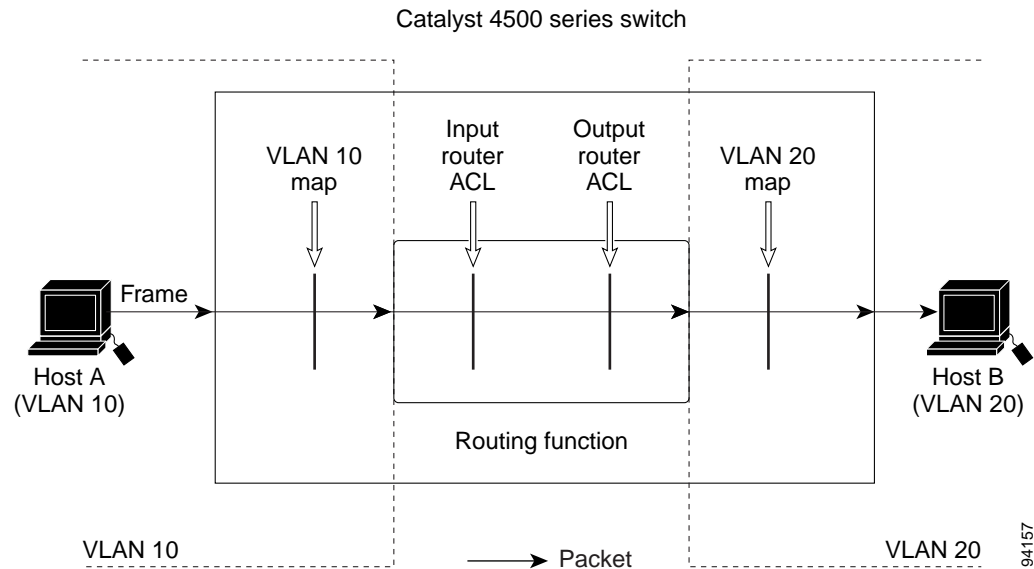 Catalyst 4500 series switch
VLAN 10
map
Input
router
ACL
Output
router
ACL
VLAN 20
map
Frame
Host A
(VLAN 10)
Host B
(VLAN 20)
Routing function
VLAN 10
Packet
VLAN 20
94157